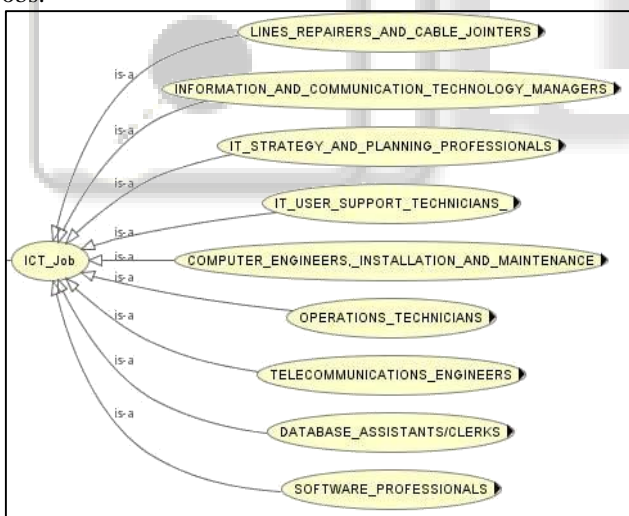 LINES_REPAIRERS_AND_CABLE_JOINTERS
is-a
INFORMATION_AND_COMMUNICATION_TECHNOLOGY_MANAGERS
is-a
IT_STRATEGY_AND_PLANNING_PROFESSIONALS
is-a
IT_USER_SUPPORT_TECHNICIANS_
is-a
ICT_Job
is-a
COMPUTER_ENGINEERS,_INSTALLATION_AND_MAINTENANCE
is-a
OPERATIONS_TECHNICIANS
is-a
TELECOMMUNICATIONS_ENGINEERS
is-a
DATABASE_ASSISTANTS/CLERKS
is-a
SOFTWARE_PROFESSIONALS